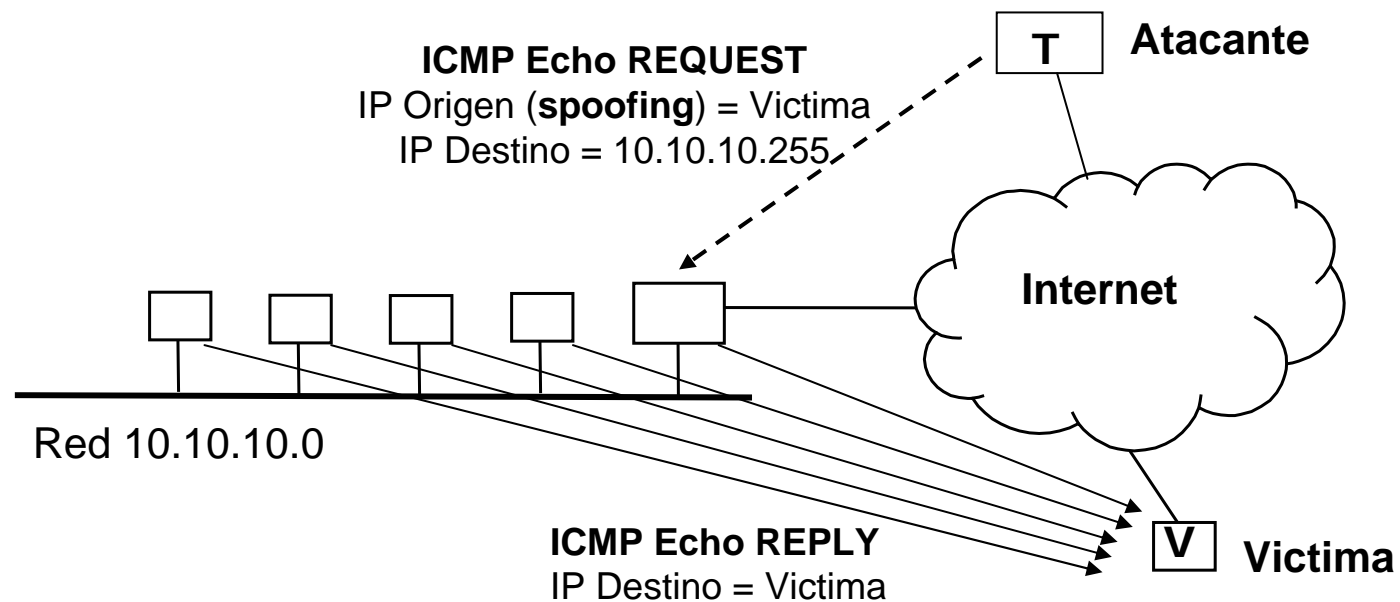 T
Atacante
ICMP Echo REQUEST
IP Origen (spoofing) = Victima
IP Destino = 10.10.10.255
Internet
Red 10.10.10.0
ICMP Echo REPLY
IP Destino = Victima
V
Victima